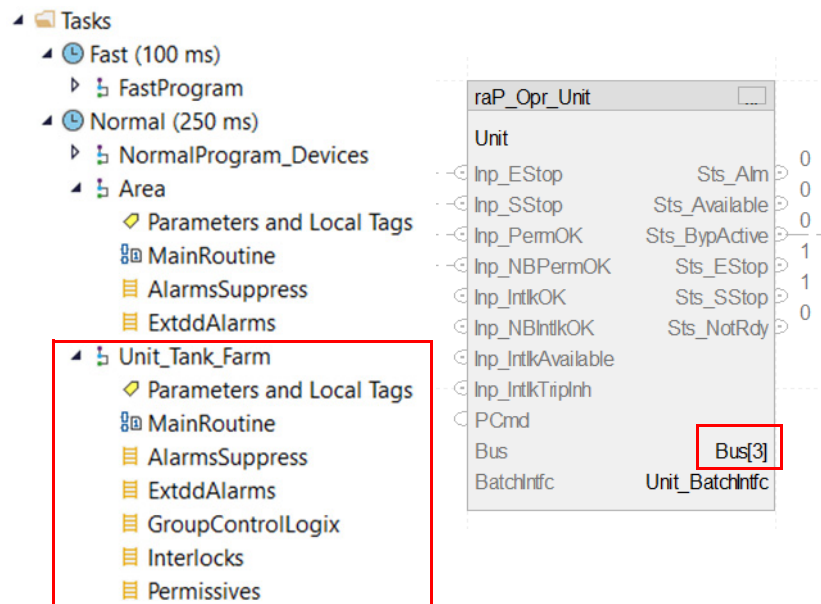 Tasks
Fast (100 ms)
FastProgram
Normal (250 ms)
NormalProgram_Devices
Area
Parameters and Local Tags
MainRoutine
AlarmsSuppress
ExtddAlarms
Unit_Tank_Farm
Parameters and Local Tags
MainRoutine
AlarmsSuppress
ExtddAlarms
GroupControlLogix
Interlocks
Permissives
raP_Opr_Unit ...
Unit
Inp_EStop Sts_Alm 0
Inp_SStop Sts_Available 0
Inp_PermOK Sts_BypActive 0
Inp_NBPermOK Sts_EStop 1
Inp_IntlkOK Sts_SStop 1
Inp_NBIntlkOK Sts_NotRdy 0
Inp_IntlkAvailable
Inp_IntlkTripInh
PCmd
Bus Bus[3]
BatchIntfc Unit_BatchIntfc